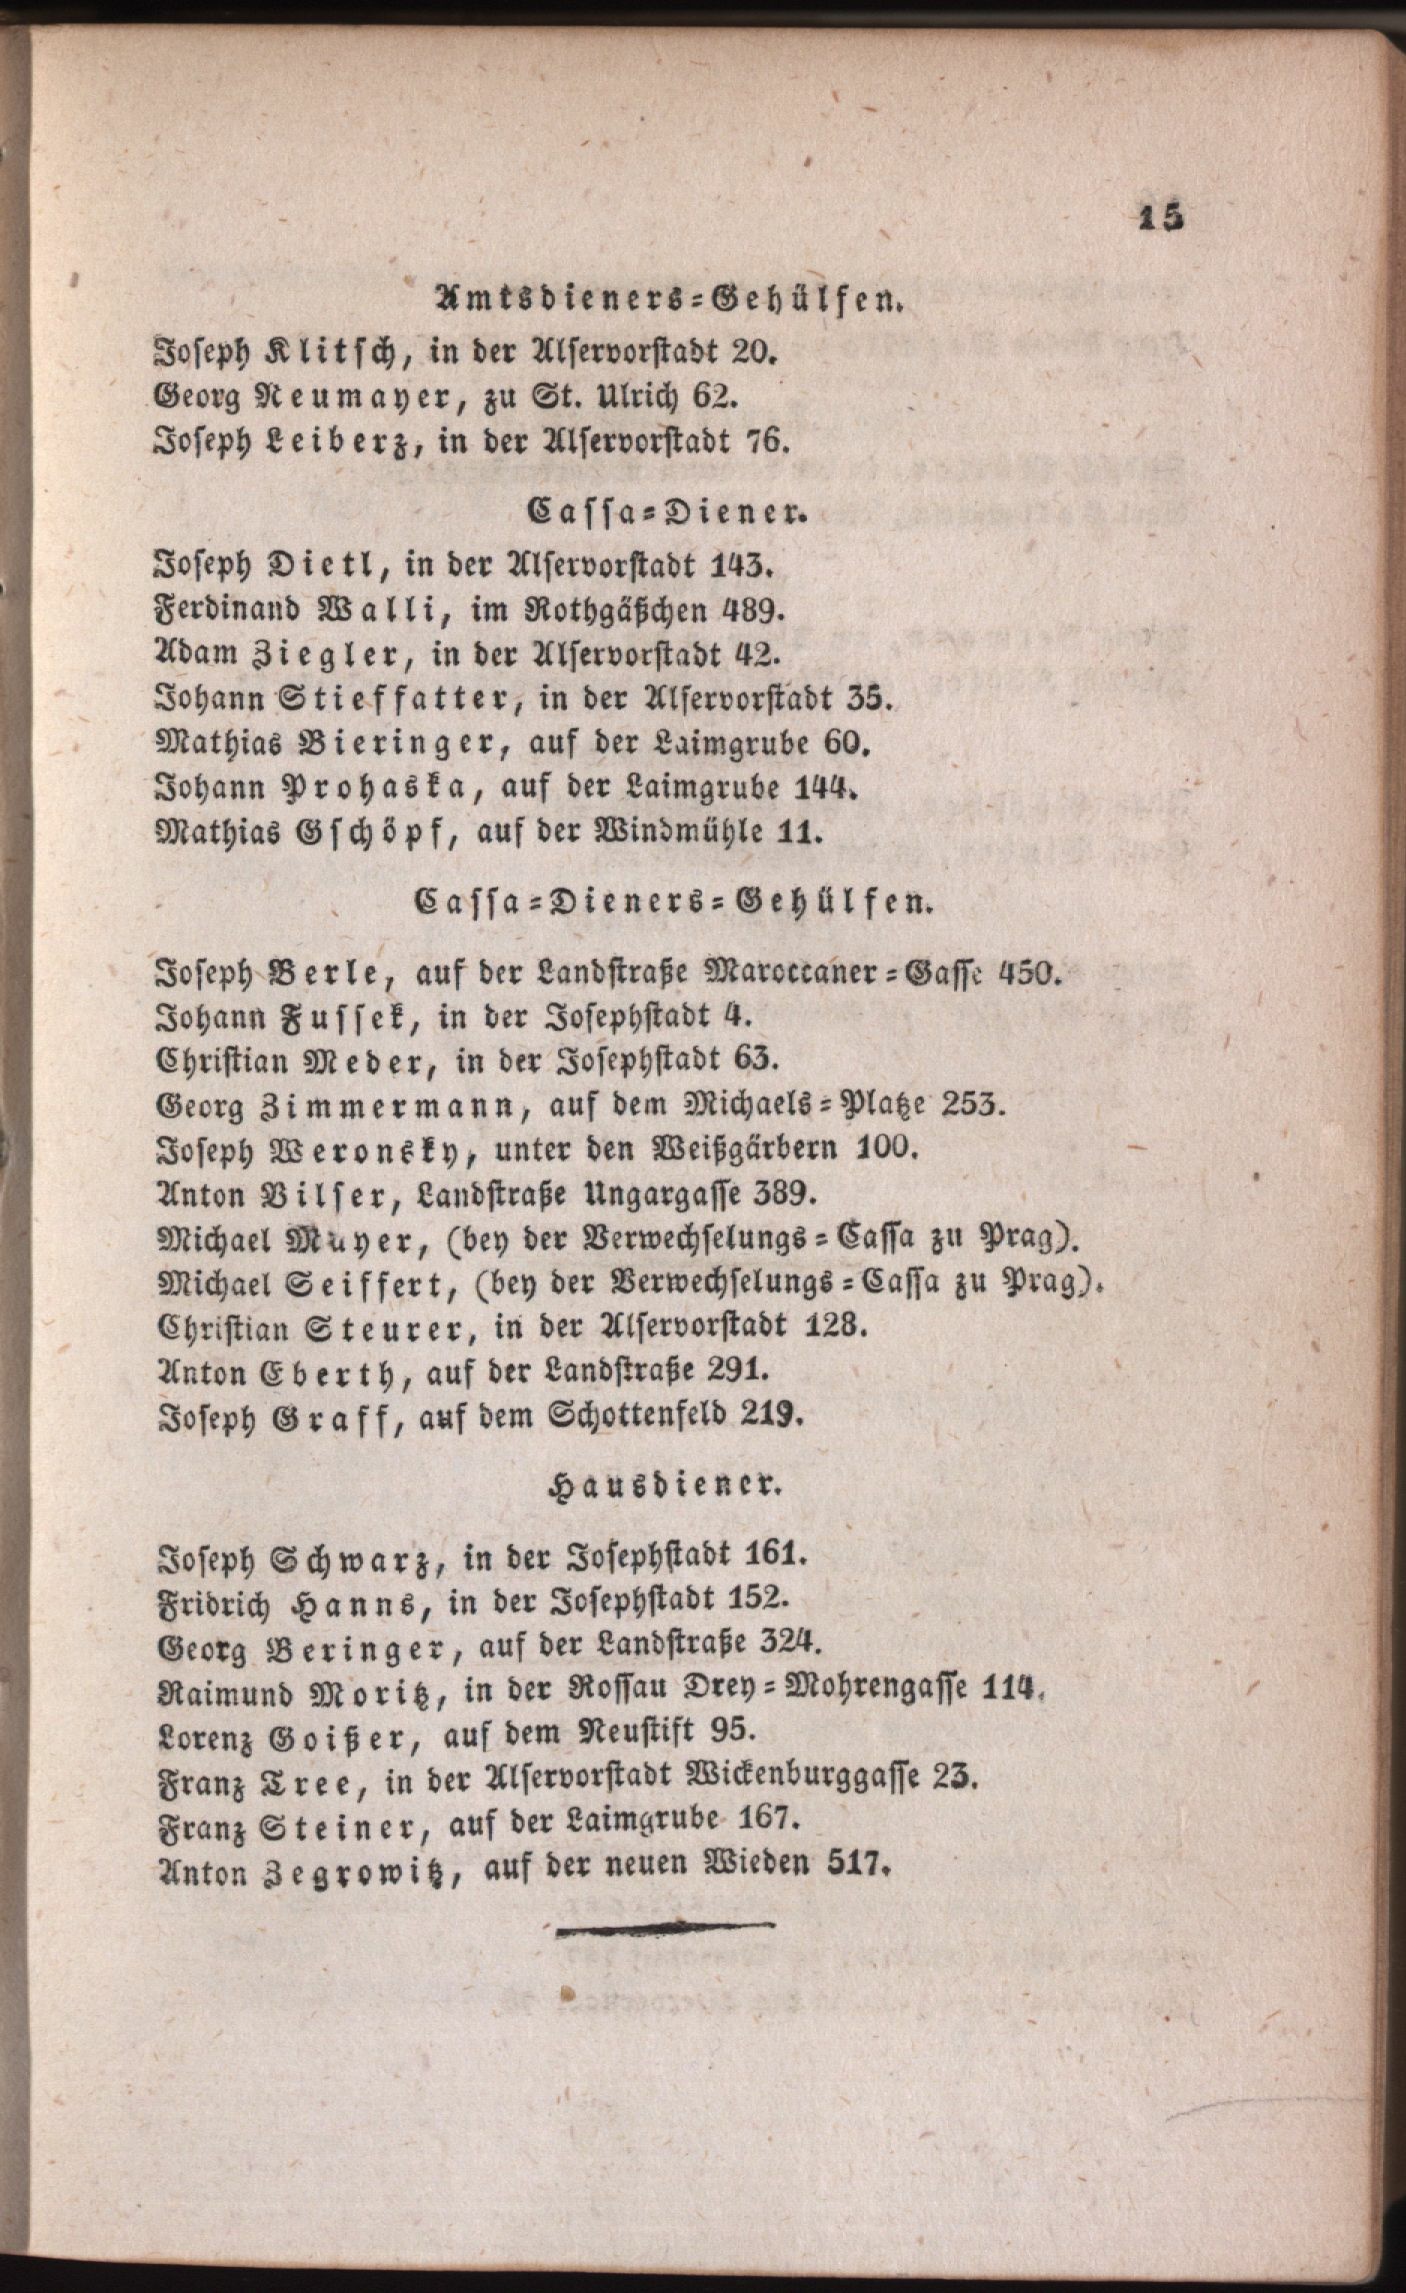 15
Amtsdieners-Gehülfen.
Joseph Klitsch, in der Alservorstadt 20.
Georg Neumayer, zu St. Ulrich 62.
Joseph Leiberz, in der Alservorstadt 76.
Cassa-Diener.
Joseph Dietl, in der Alservorstadt 143.
Ferdinand Walli, im Rothgäßchen 489.
Adam Ziegler, in der Alservorstadt 42.
Johann Stieffatter, in der Alservorstadt 35.
Mathias Bieringer, auf der Laimgrube 60.
Johann Prohaska, auf der Laimgrube 144.
Mathias Gschöpf, auf der Windmühle 11.
Cassa-Dieners-Gehülfen.
Joseph Berle, auf der Landstraße Maroccaner-Gasse 450.
Johann Fussek, in der Josephstadt 4.
Christian Meder, in der Josephstadt 63.
Georg Zimmermann, auf dem Michaels-Platze 253.
Joseph Weronsky, unter den Weißgärbern 100.
Anton Vilser, Landstraße Ungargasse 389.
Michael Mayer, (bey der Verwechselungs-Cassa zu Prag).
Michael Seiffert, (bey der Verwechselungs-Cassa zu Prag).
Christian Steurer, in der Alservorstadt 128.
Anton Eberth, auf der Landstraße 291.
Joseph Graff, auf dem Schottenfeld 219.
Hausdiener.
Joseph Schwarz, in der Josephstadt 161.
Fridrich Hanns, in der Josephstadt 152.
Georg Beringer, auf der Landstraße 324.
Raimund Moritz, in der Rossau Drey-Mohrengasse 114.
Lorenz Goißer, auf dem Neustift 95.
Franz Tree, in der Alservorstadt Wickenburggasse 23.
Franz Steiner, auf der Laimgrube 167.
Anton Zegrowitz, auf der neuen Wieden 517.